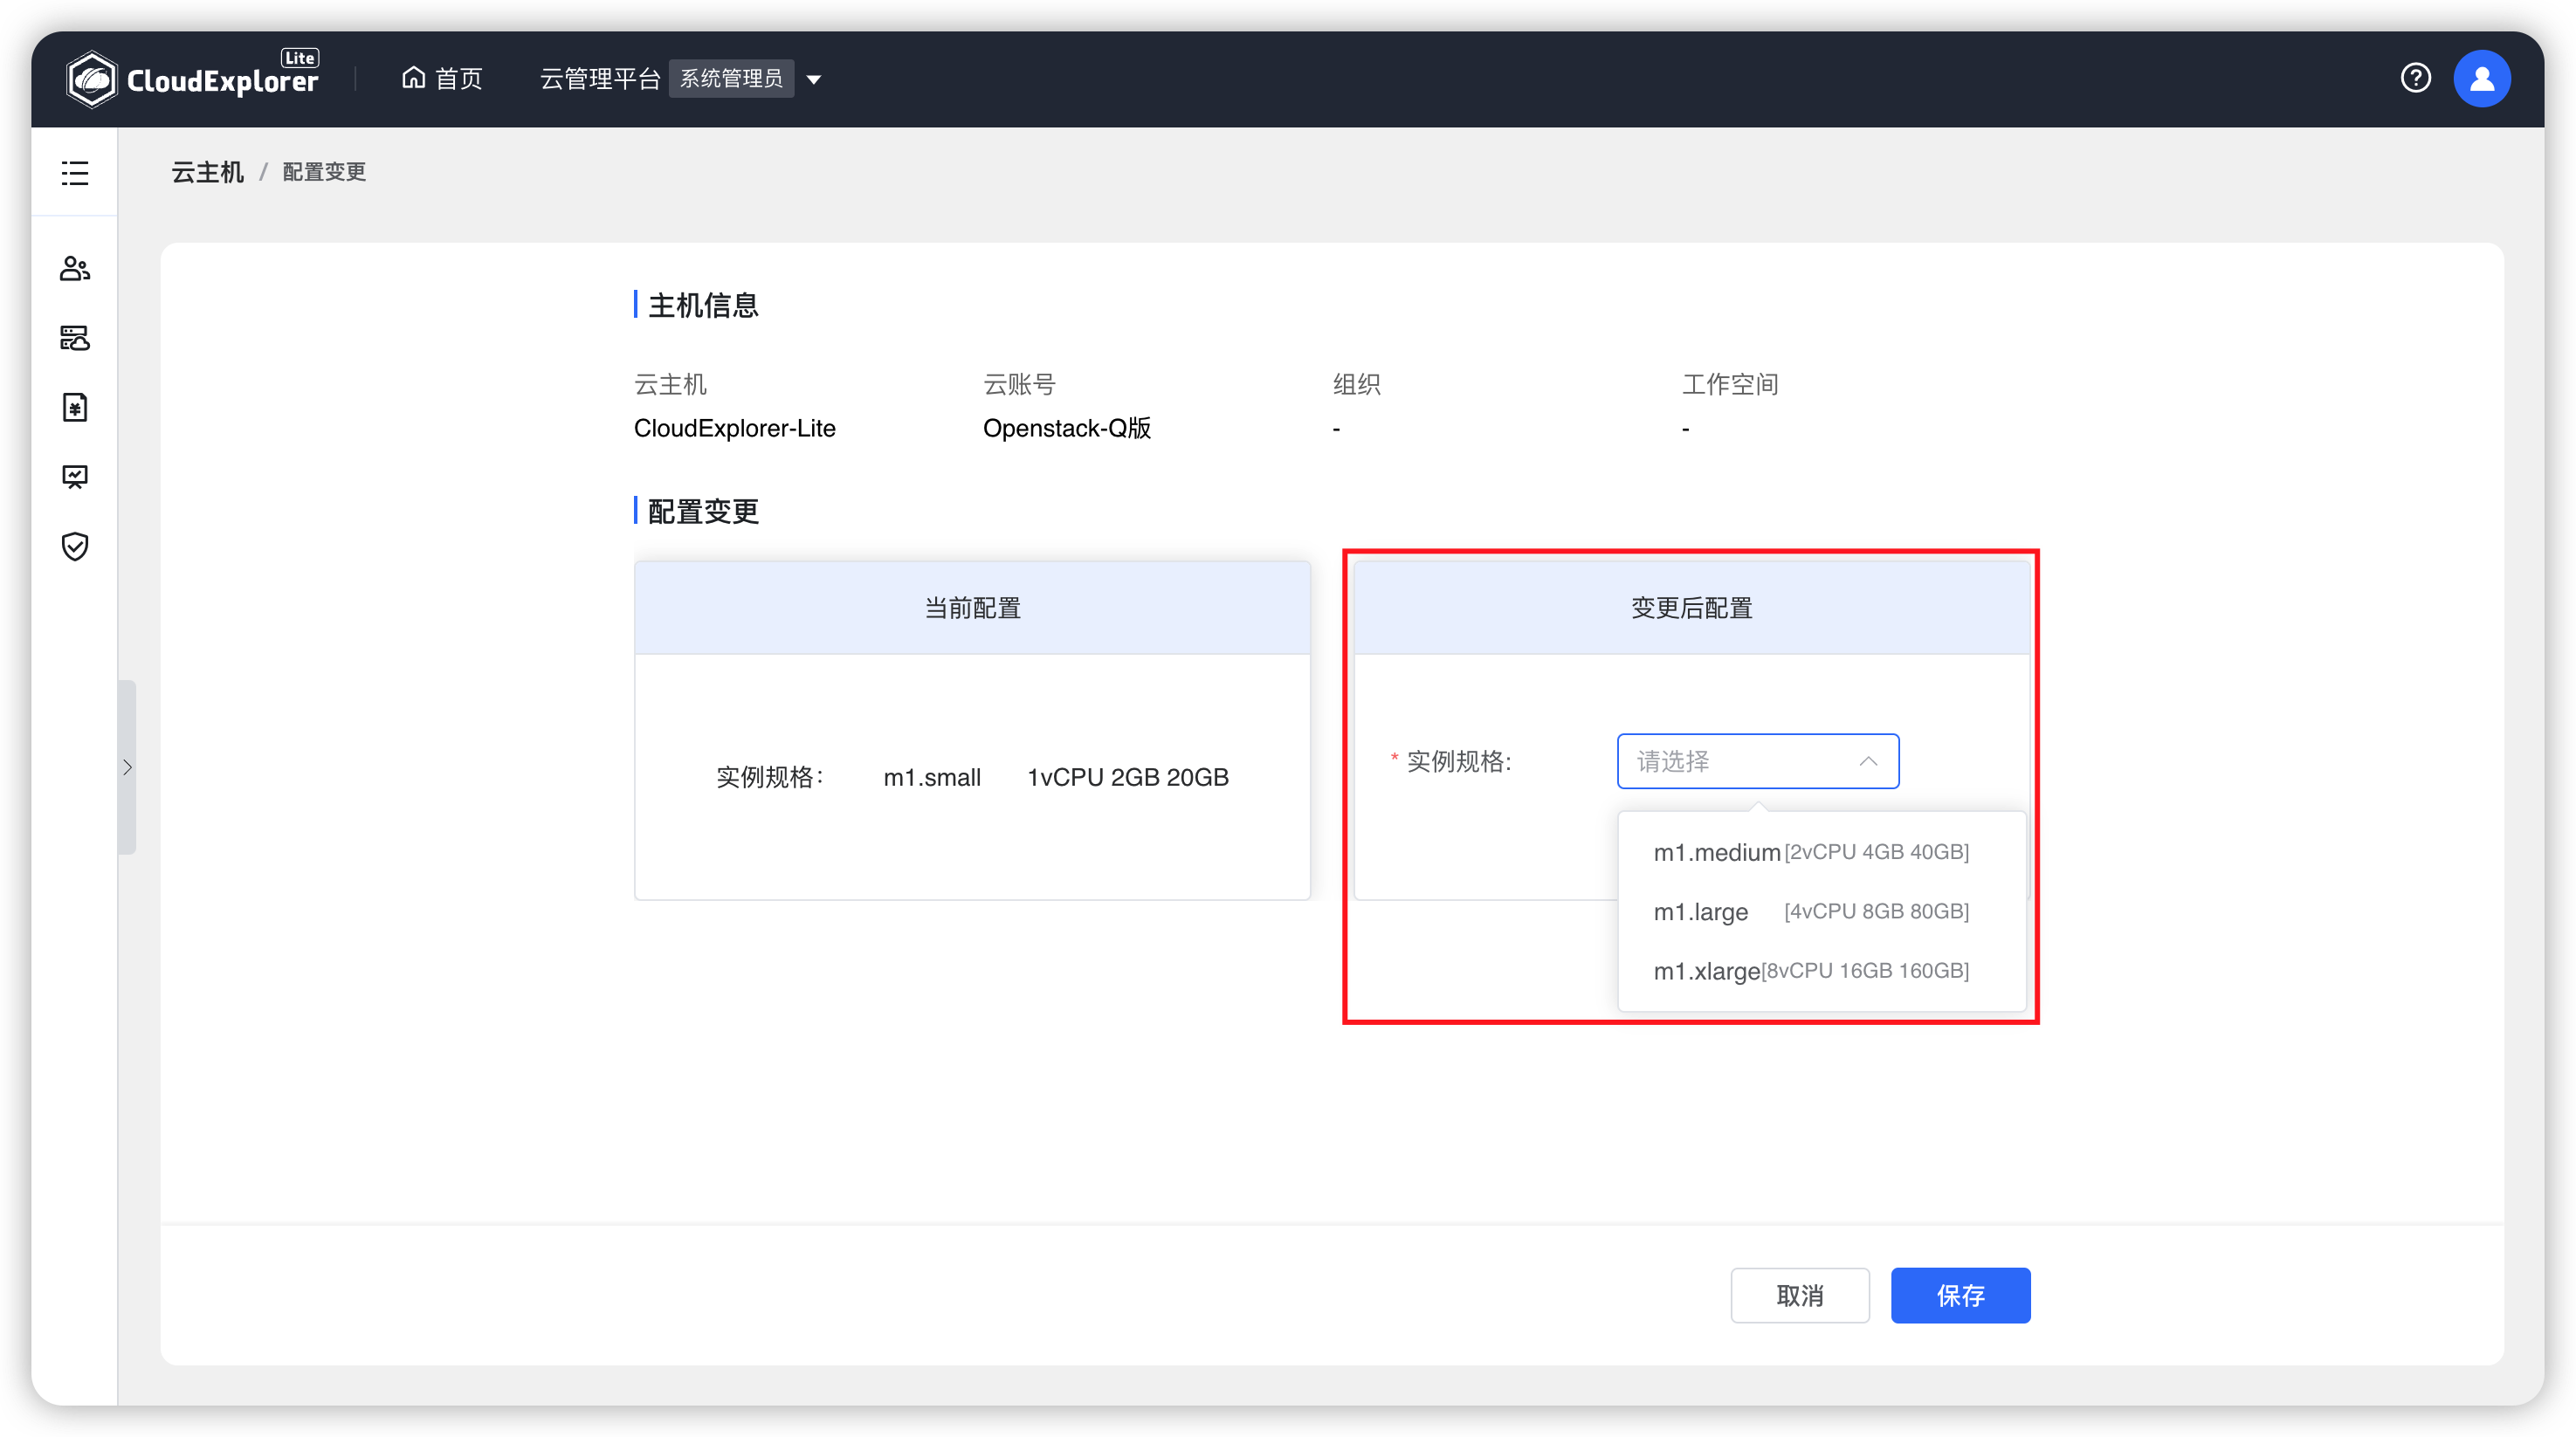 CloudExplorer Lite
首页
云管理平台 系统管理员
云主机 / 配置变更
主机信息
云主机 云账号 组织 工作空间
CloudExplorer-Lite Openstack-Q版 - -
配置变更
当前配置 变更后配置
* 实例规格: 请选择
实例规格: m1.small 1vCPU 2GB 20GB
m1.medium [2vCPU 4GB 40GB]
m1.large [4vCPU 8GB 80GB]
m1.xlarge [8vCPU 16GB 160GB]
取消 保存